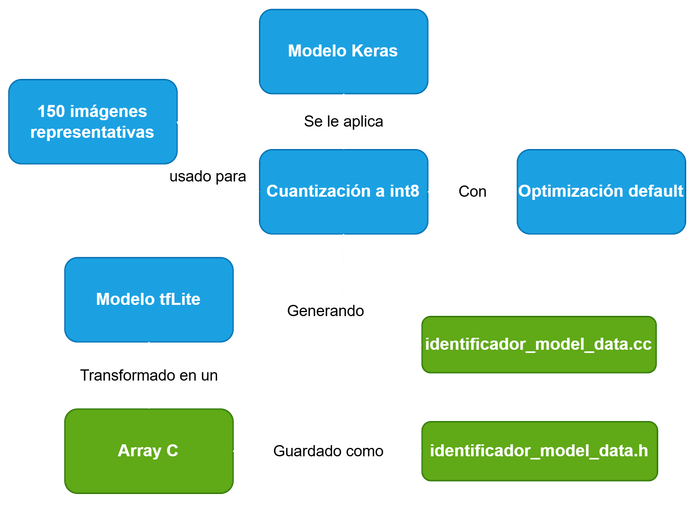 Modelo Keras
150 imágenes
representativas
Se le aplica
usado para
Cuantización a int8
Con
Optimización default
Modelo tfLite
Generando
identificador_model_data.cc
Transformado en un
Array C
Guardado como
identificador_model_data.h